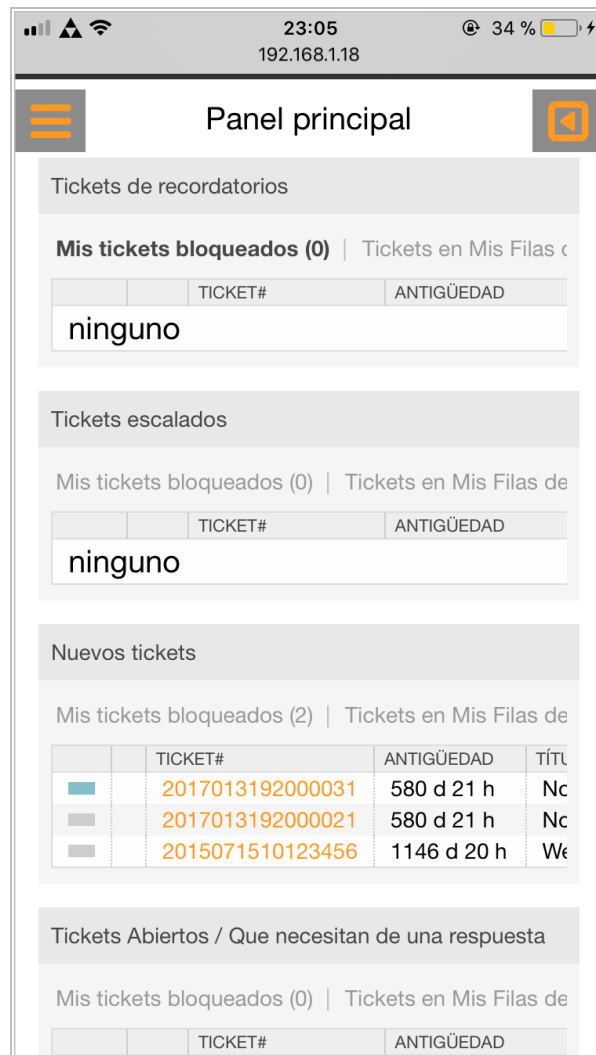 23:05
34 %
192.168.1.18
Panel principal
Tickets de recordatorios
Mis tickets bloqueados (0) | Tickets en Mis Filas d
TICKET# ANTIGÜEDAD
ninguno
Tickets escalados
Mis tickets bloqueados (0) | Tickets en Mis Filas de
TICKET# ANTIGÜEDAD
ninguno
Nuevos tickets
Mis tickets bloqueados (2) | Tickets en Mis Filas de
TICKET# ANTIGÜEDAD TÍTU
2017013192000031 580 d 21 h No
2017013192000021 580 d 21 h No
2015071510123456 1146 d 20 h We
Tickets Abiertos / Que necesitan de una respuesta
Mis tickets bloqueados (0) | Tickets en Mis Filas de
TICKET# ANTIGÜEDAD